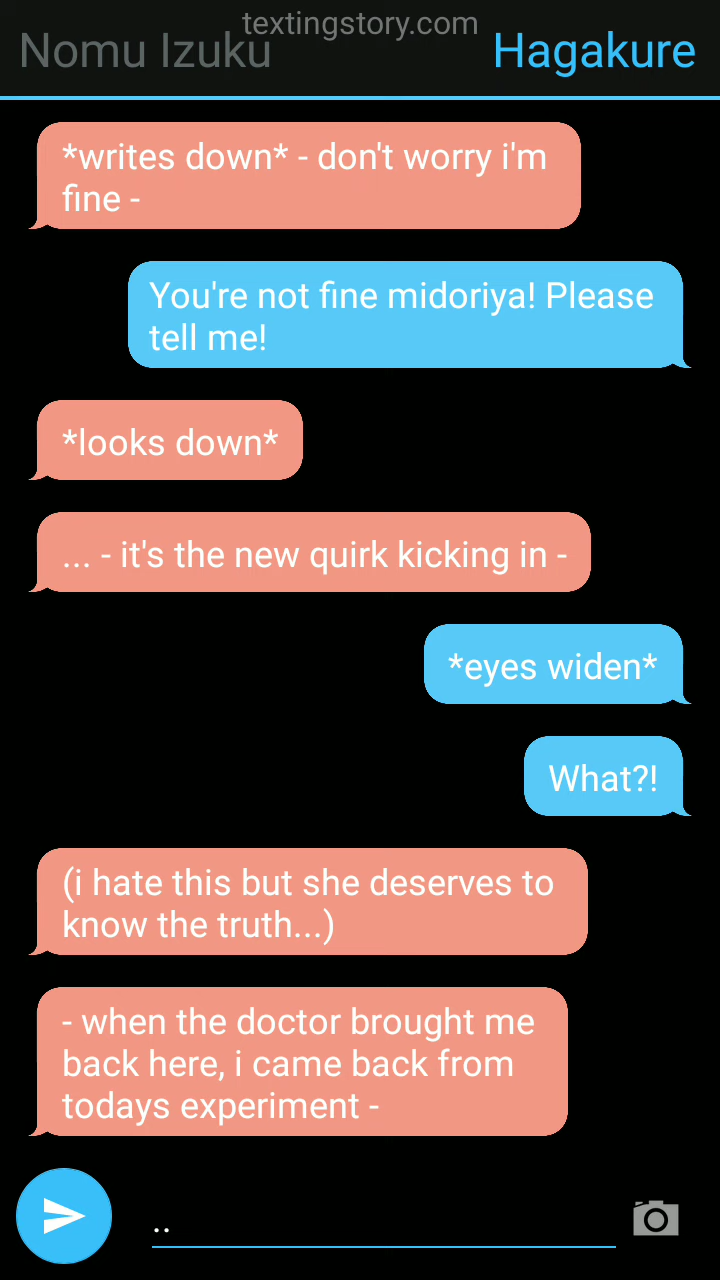 textingstory.com
Nomu Izuku
Hagakure
*writes down* - don't worry i'm
fine -
You're not fine midoriya! Please
tell me!
*looks down*
... - it's the new quirk kicking in -
*eyes widen*
What?!
(i hate this but she deserves to
know the truth...)
- when the doctor brought me
back here, i came back from
todays experiment -
..